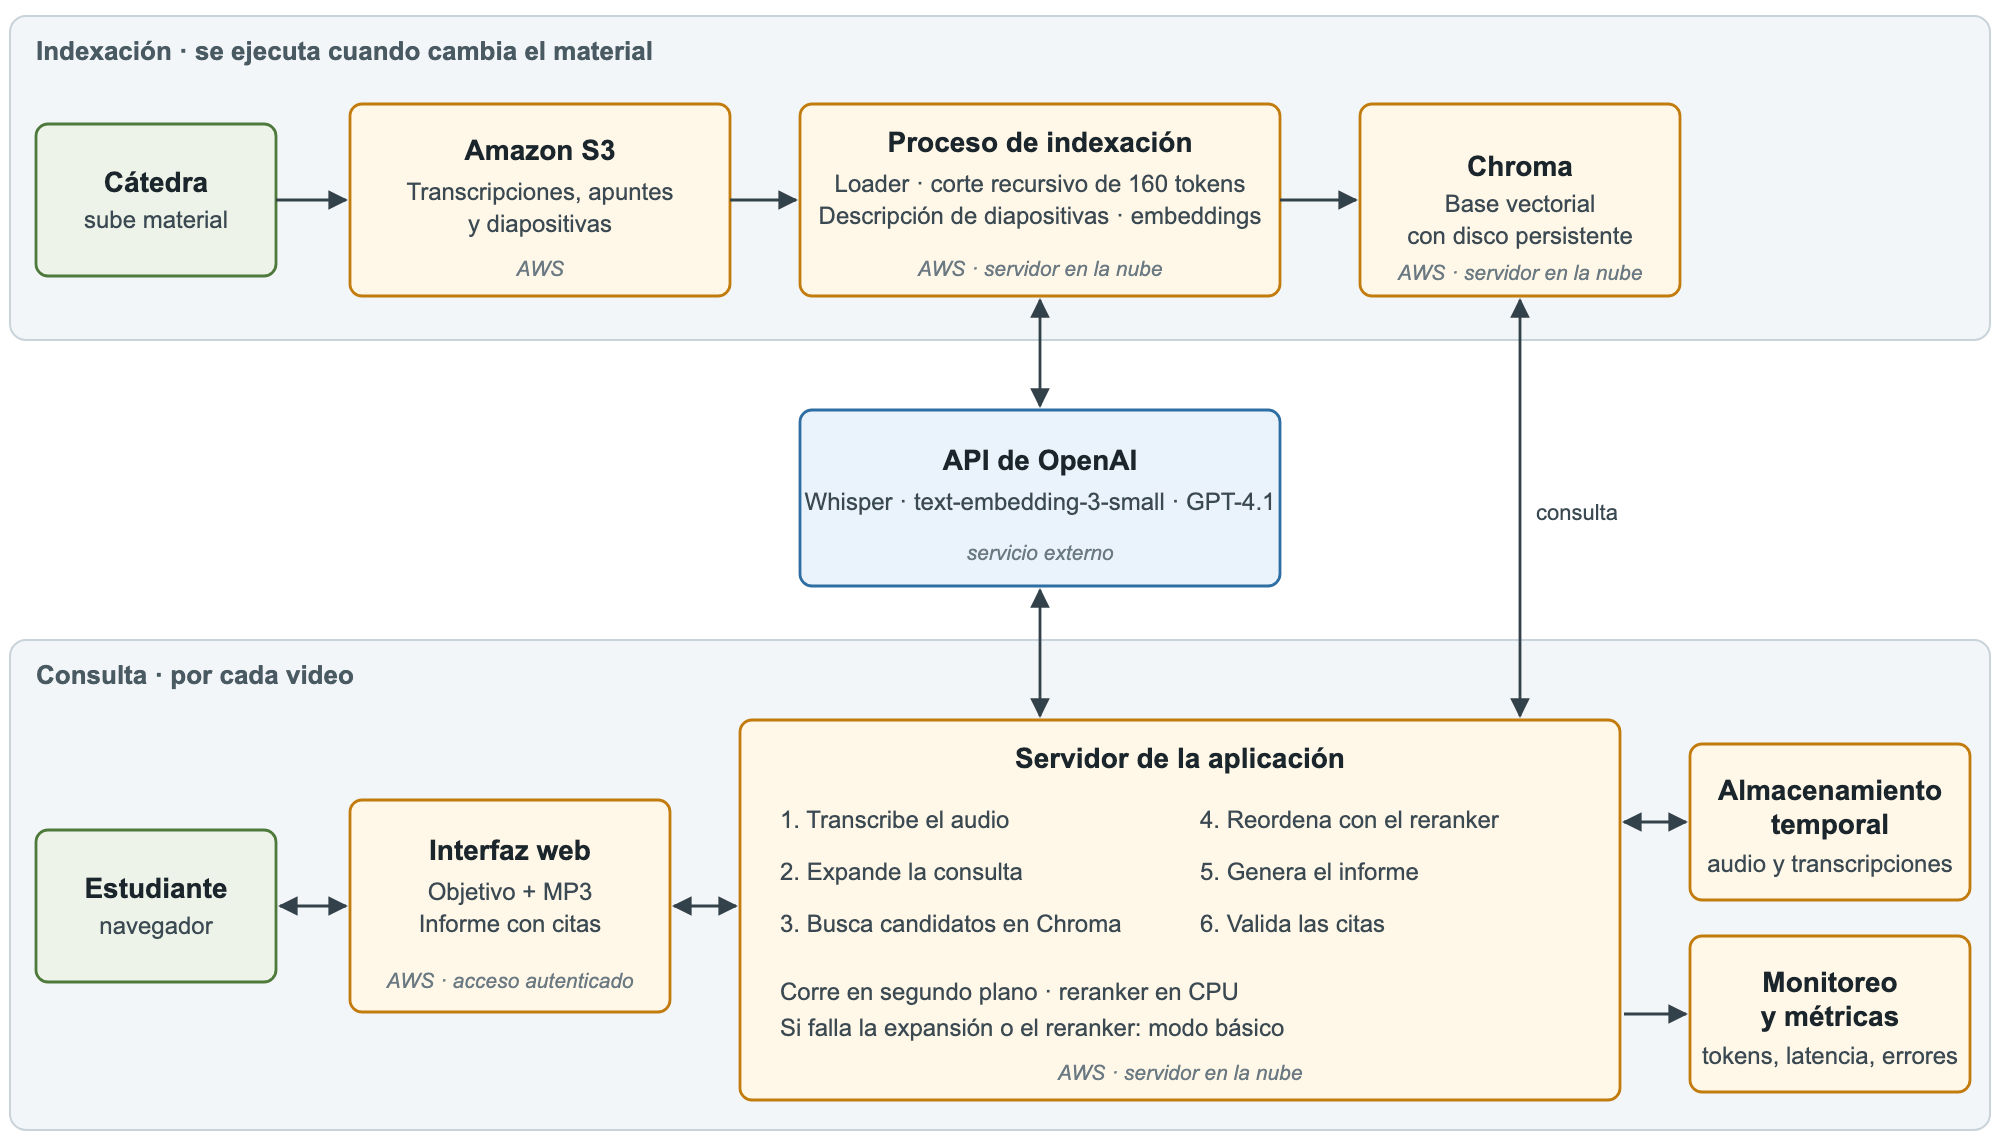 Indexación · se ejecuta cuando cambia el material
Cátedra
sube material
Amazon S3
Transcripciones, apuntes
y diapositivas
AWS
Proceso de indexación
Loader · corte recursivo de 160 tokens
Descripción de diapositivas · embeddings
AWS · servidor en la nube
Chroma
Base vectorial
con disco persistente
AWS · servidor en la nube
API de OpenAI
Whisper · text-embedding-3-small · GPT-4.1
servicio externo
consulta
Consulta · por cada video
Estudiante
navegador
Interfaz web
Objetivo + MP3
Informe con citas
AWS · acceso autenticado
Servidor de la aplicación
1. Transcribe el audio
2. Expande la consulta
3. Busca candidatos en Chroma
4. Reordena con el reranker
5. Genera el informe
6. Valida las citas
Corre en segundo plano · reranker en CPU
Si falla la expansión o el reranker: modo básico
AWS · servidor en la nube
Almacenamiento
temporal
audio y transcripciones
Monitoreo
y métricas
tokens, latencia, errores